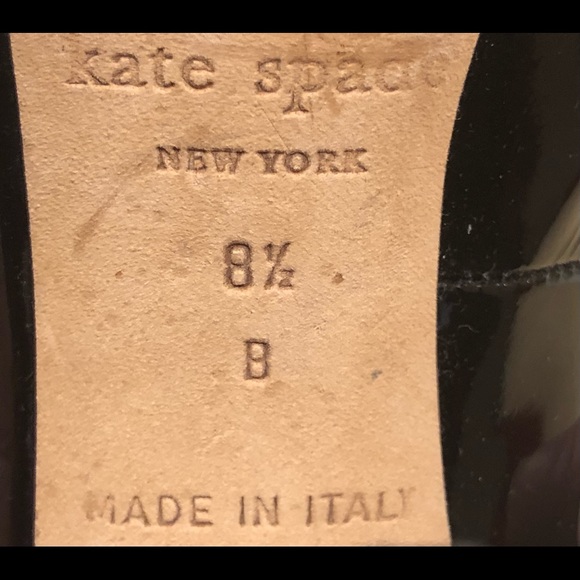 kate spade
NEW YORK
8½
B
MADE IN ITALY